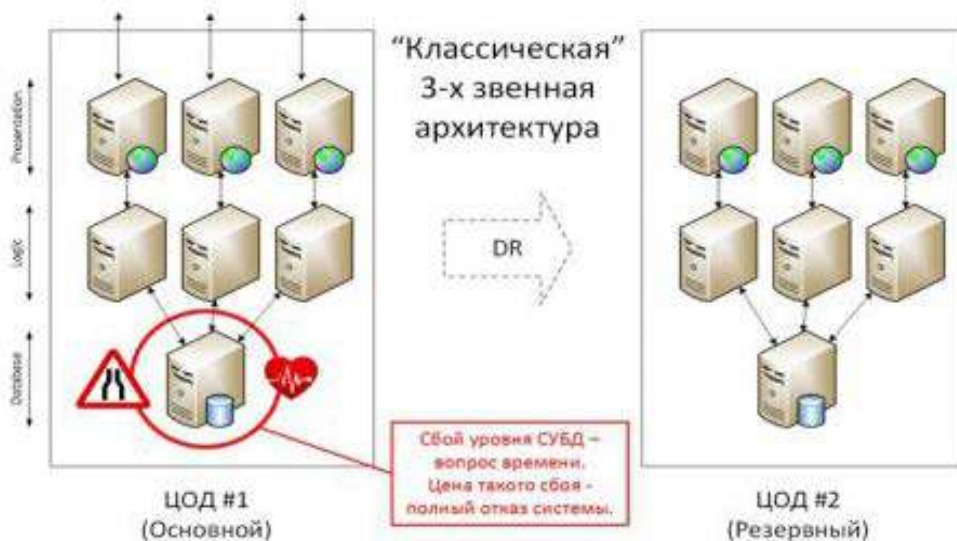 “Классическая”
3-х звенная
архитектура
Presentation
Logic
Database
DR
Сбой уровня СУБД –
вопрос времени.
Цена такого сбоя -
полный отказ системы.
ЦОД #1
(Основной)
ЦОД #2
(Резервный)